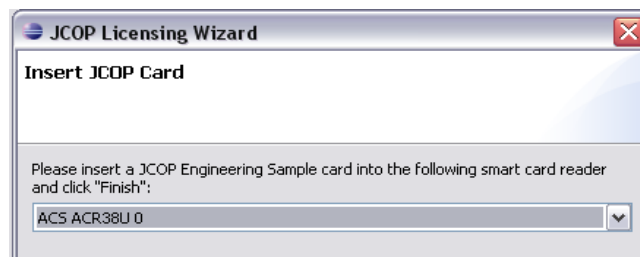 JCOP Licensing Wizard
Insert JCOP Card
Please insert a JCOP Engineering Sample card into the following smart card reader
and click "Finish":
ACS ACR38U 0